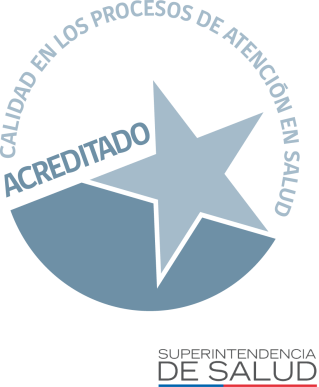 CALIDAD EN LOS PROCESOS DE ATENCIÓN EN SALUD
ACREDITADO
SUPERINTENDENCIA
DE SALUD